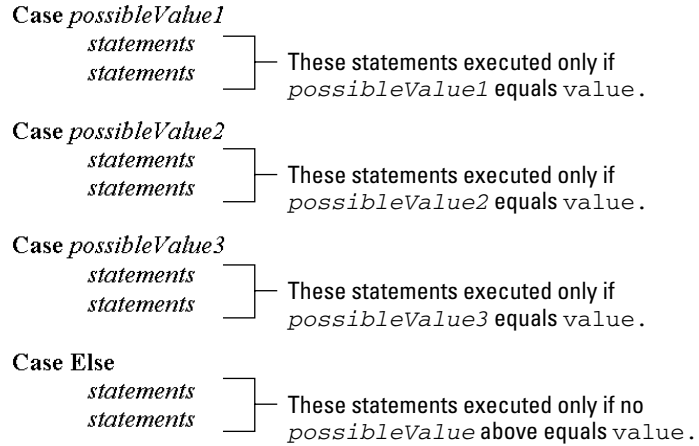 Case possibleValue1
statements
statements
These statements executed only if
possibleValue1 equals value.
Case possibleValue2
statements
statements
These statements executed only if
possibleValue2 equals value.
Case possibleValue3
statements
statements
These statements executed only if
possibleValue3 equals value.
Case Else
statements
statements
These statements executed only if no
possibleValue above equals value.